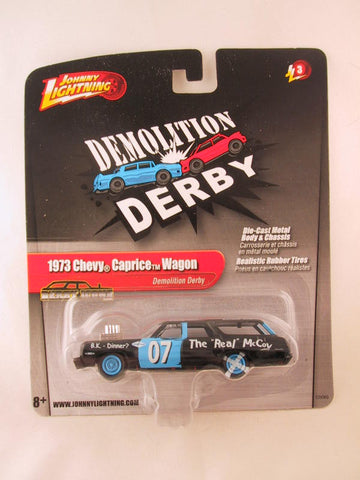 JOHNNY
LIGHTNING
3
DEMOLITION
DERBY
Die-Cast Metal
Body & Chassis
Carrosserie et châssis
en métal moulé
Realistic Rubber Tires
Pneus en caoutchouc réalistes
1973 Chevy® Caprice™ Wagon
Demolition Derby
B.K. - Dinner?
07
The "Real" McCoy
8+
WWW.JOHNNYLIGHTNING.COM